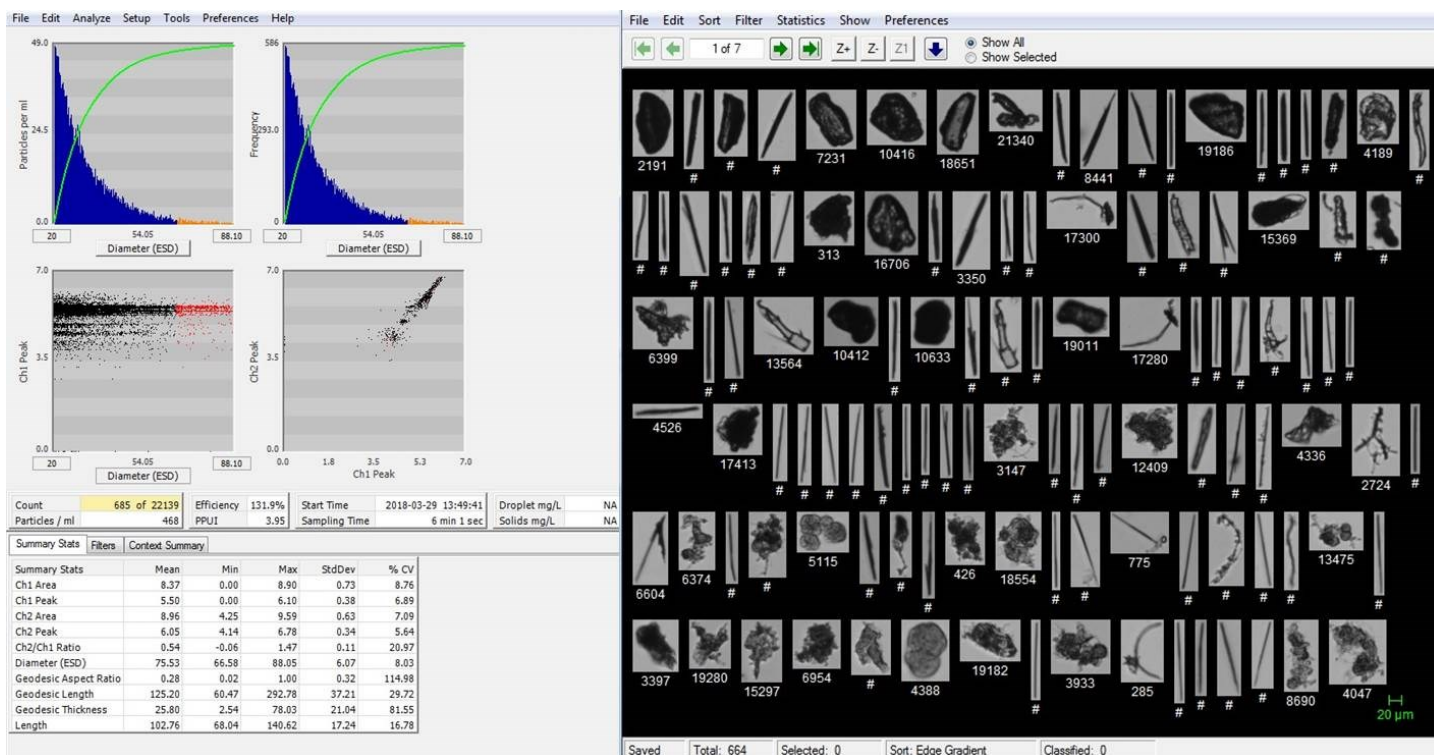 File Edit Analyze Setup Tools Preferences Help
49.0
24.5
0.0
Particles per ml
20 54.05 88.10
Diameter (ESD)
586
293.0
0.0
Frequency
20 54.05 88.10
Diameter (ESD)
7.0
3.5
0.0
Ch1 Peak
20 54.05 88.10
Diameter (ESD)
7.0
3.5
0.0
Ch2 Peak
0.0 1.8 3.5 5.3 7.0
Ch1 Peak
Count 685 of 22139 Efficiency 131.9% Start Time 2018-03-29 13:49:41 Droplet mg/L NA
Particles / ml 468 PPUI 3.95 Sampling Time 6 min 1 sec Solids mg/L NA
Summary Stats Filters Context Summary
Summary Stats Mean Min Max StdDev % CV
Ch1 Area 8.37 0.00 8.90 0.73 8.76
Ch1 Peak 5.50 0.00 6.10 0.38 6.89
Ch2 Area 8.96 4.25 9.59 0.63 7.09
Ch2 Peak 6.05 4.14 6.78 0.34 5.64
Ch2/Ch1 Ratio 0.54 -0.06 1.47 0.11 20.97
Diameter (ESD) 75.53 66.58 88.05 6.07 8.03
Geodesic Aspect Ratio 0.28 0.02 1.00 0.32 114.98
Geodesic Length 125.20 60.47 292.78 37.21 29.72
Geodesic Thickness 25.80 2.54 78.03 21.04 81.55
Length 102.76 68.04 140.62 17.24 16.78
File Edit Sort Filter Statistics Show Preferences
1 of 7 Z+ Z- Z1 Show All
Show Selected
2191 # # # 7231 10416 18651 21340 # 8441 # # 19186 # # # # 4189 #
# # # # # # 313 16706 # 3350 # # 17300 # # # 15369 # #
6399 # # 13564 10412 # 10633 # # # 19011 17280 # # # # # # #
4526 17413 # # # # # # # # # 3147 # # # 12409 # # # 4336 2724 #
6604 6374 # # 5115 # # # 426 18554 # # 775 # # # # 13475 #
3397 19280 15297 6954 # 4388 19182 # 3933 285 # # # # 8690 4047
20 µm
Saved Total: 664 Selected: 0 Sort: Edge Gradient Classified: 0